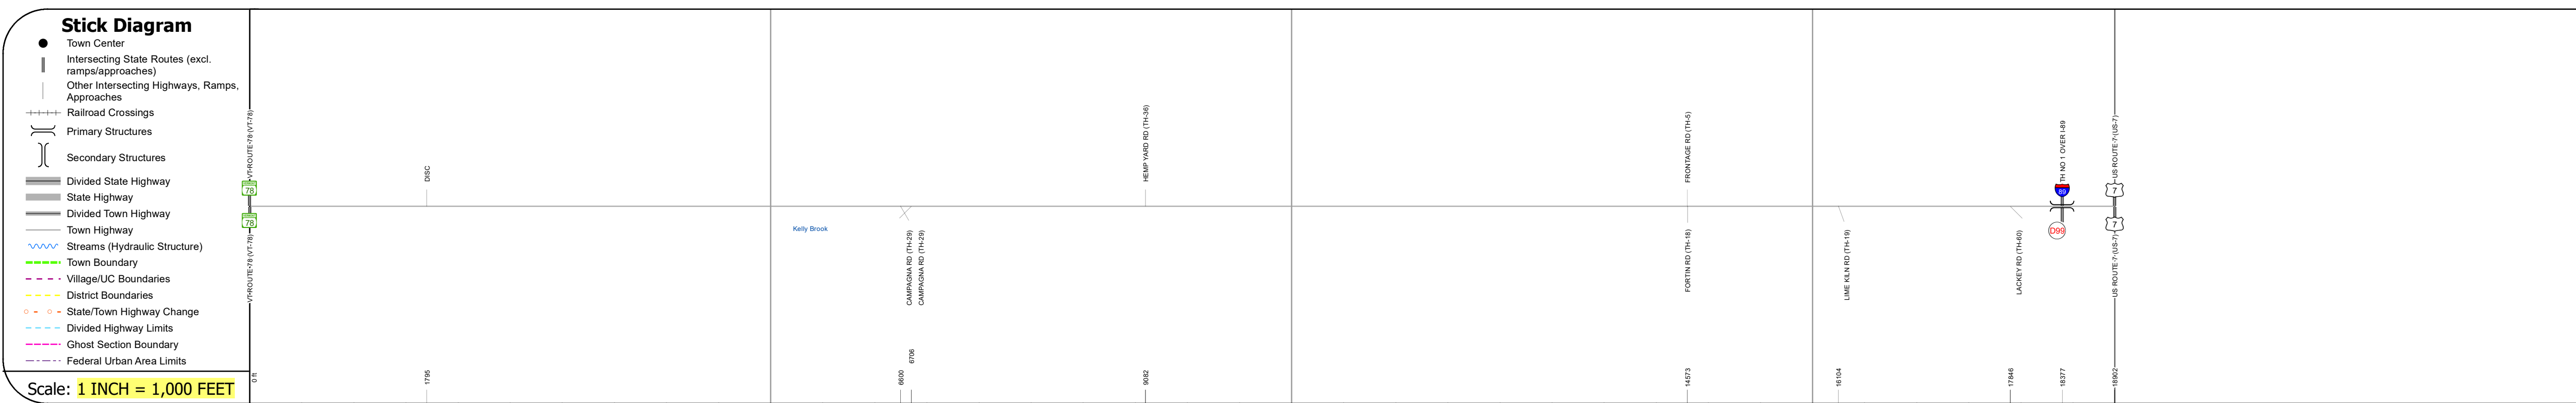 Stick Diagram
Town Center
Intersecting State Routes (excl.
ramps/approaches)
Other Intersecting Highways, Ramps,
Approaches
Railroad Crossings
Primary Structures
Secondary Structures
Divided State Highway
State Highway
Divided Town Highway
Town Highway
Streams (Hydraulic Structure)
Town Boundary
Village/UC Boundaries
District Boundaries
State/Town Highway Change
Divided Highway Limits
Ghost Section Boundary
Federal Urban Area Limits
Scale: 1 INCH = 1,000 FEET
VT-ROUTE-78 (VT-78)
78
78
VT-ROUTE-78 (VT-78)
0 ft
DISC
1795
Kelly Brook
CAMPAGNA RD (TH-29)
CAMPAGNA RD (TH-29)
6600
6706
HEMP YARD RD (TH-36)
9082
FRONTAGE RD (TH-5)
FORTIN RD (TH-18)
14573
LIME KILN RD (TH-19)
16104
LACKEY RD (TH-60)
17846
TH NO 1 OVER I-89
89
D99
18377
US ROUTE-7 (US-7)
7
7
US ROUTE-7 (US-7)
18902